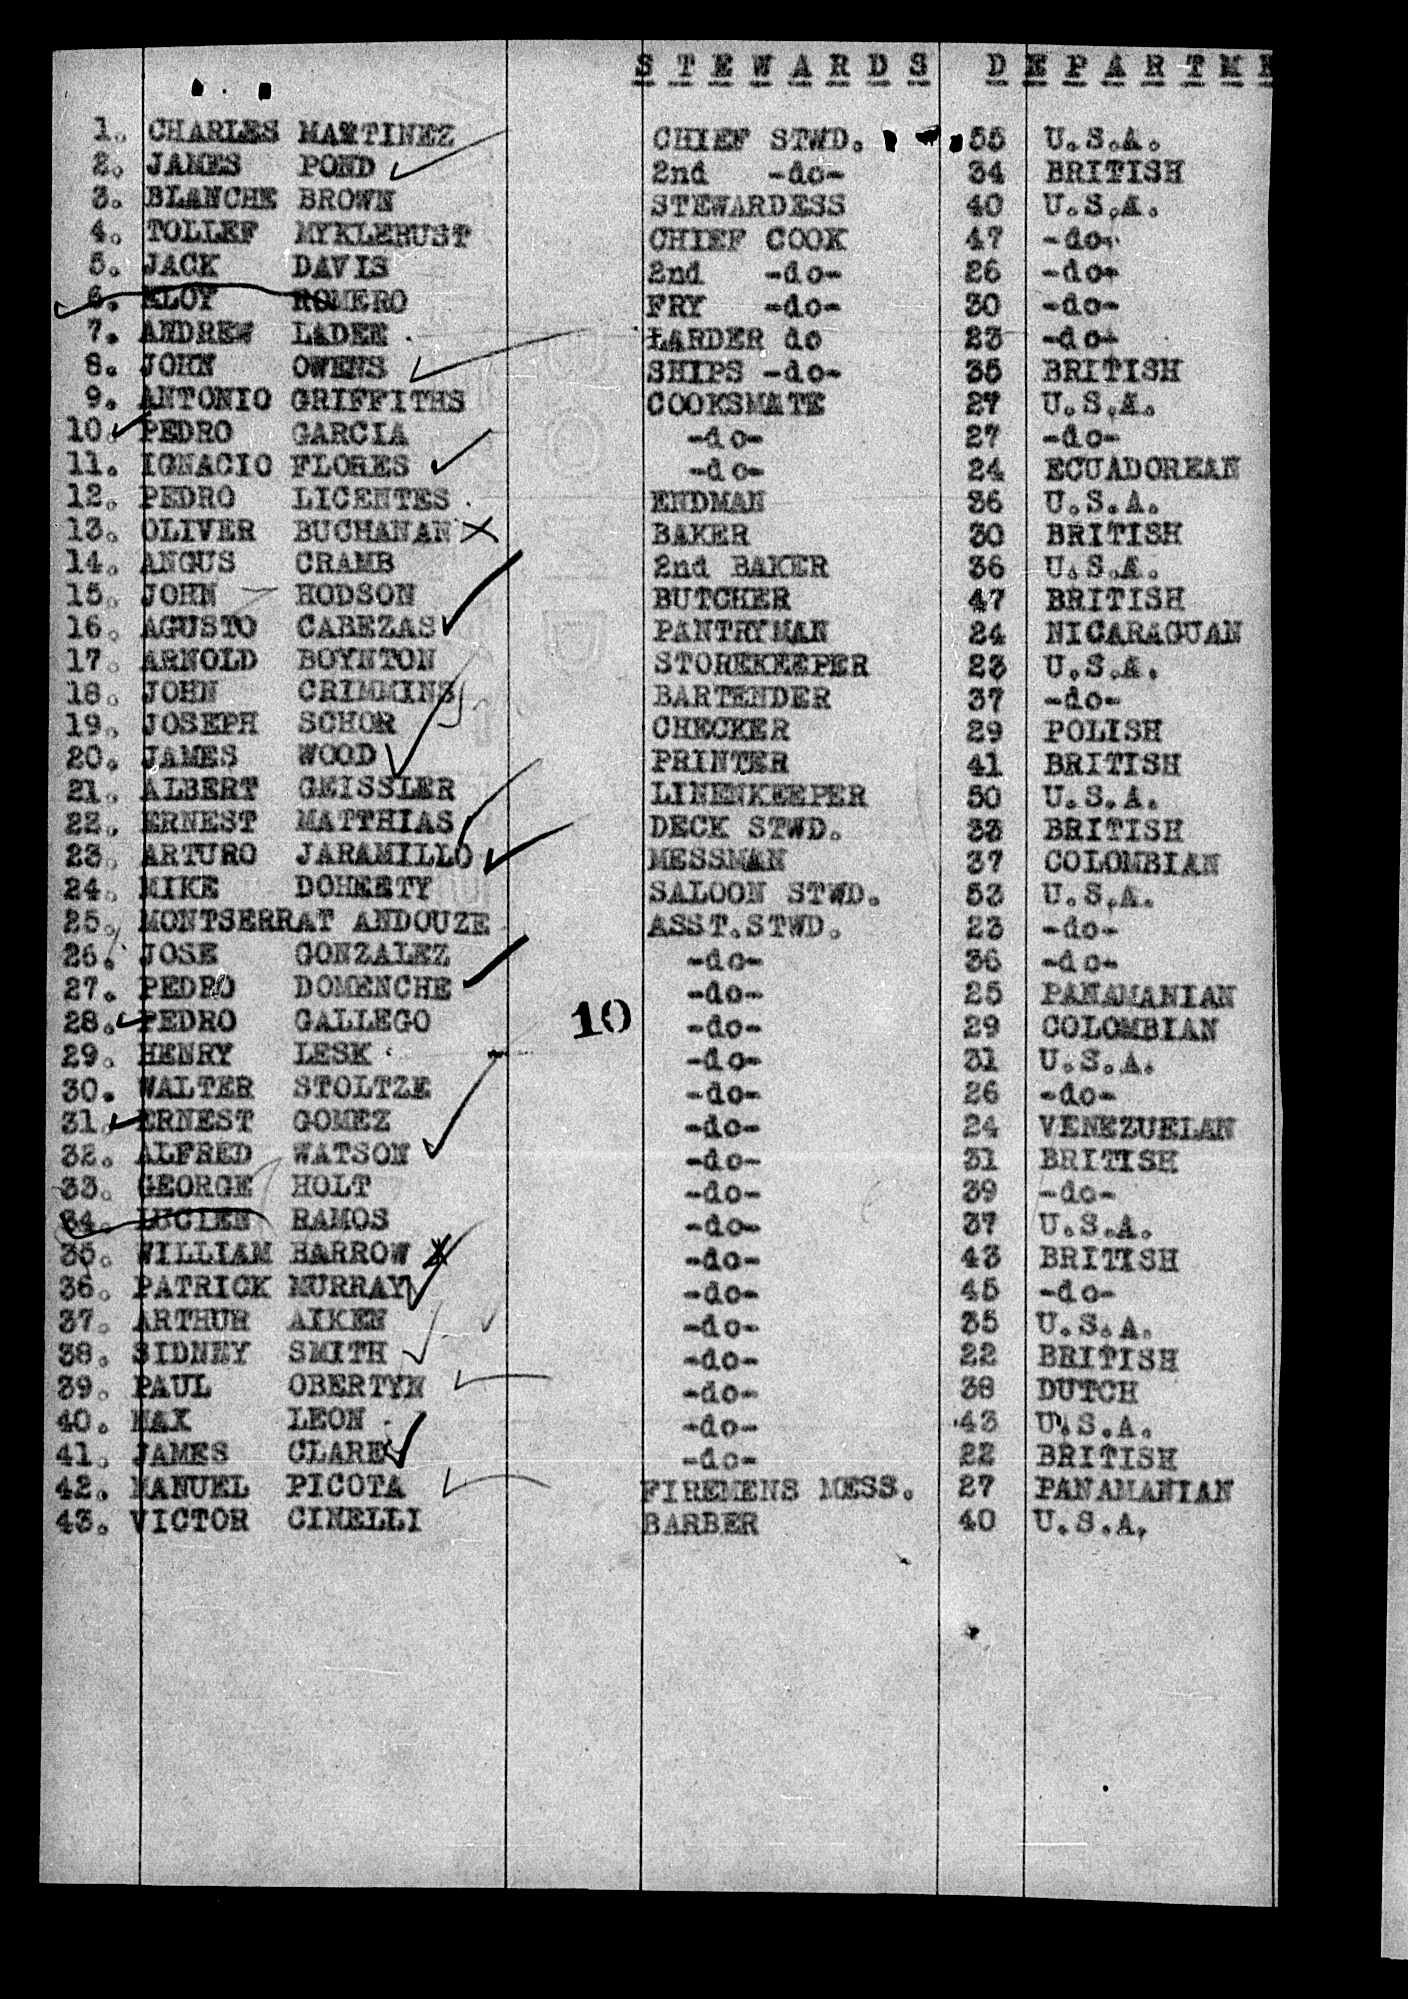 STEWARDS DEPARTME
1. CHARLES MARTINEZ CHIEF STWD. 55 U.S.A.
2. JAMES POND 2nd -do- 34 BRITISH
3. BLANCHE BROWN STEWARDESS 40 U.S.A.
4. TOLLEF MYKLEBUST CHIEF COOK 47 -do-
5. JACK DAVIS 2nd -do- 26 -do-
6. ELOY ROMERO FRY -do- 30 -do-
7. ANDREW LADEE LARDER do 23 -do-
8. JOHN OWENS SHIPS -do- 35 BRITISH
9. ANTONIO GRIFFITHS COOKSMATE 27 U.S.A.
10. PEDRO GARCIA -do- 27 -do-
11. IGNACIO FLORES -do- 24 ECUADOREAN
12. PEDRO LICENTES ENDMAN 36 U.S.A.
13. OLIVER BUCHANAN BAKER 30 BRITISH
14. ANGUS CRAMB 2nd BAKER 36 U.S.A.
15. JOHN HODSON BUTCHER 47 BRITISH
16. AGUSTO CABEZAS PANTRYMAN 24 NICARAGUAN
17. ARNOLD BOYNTON STOREKEEPER 23 U.S.A.
18. JOHN CRIMMINS BARTENDER 37 -do-
19. JOSEPH SCHOR CHECKER 29 POLISH
20. JAMES WOOD PRINTER 41 BRITISH
21. ALBERT GEISSLER LINENKEEPER 50 U.S.A.
22. ERNEST MATTHIAS DECK STWD. 33 BRITISH
23. ARTURO JARAMILLO MESSMAN 37 COLOMBIAN
24. MIKE DOHERTY SALOON STWD. 53 U.S.A.
25. MONTSERRAT ANDOUZE ASST.STWD. 23 -do-
26. JOSE GONZALEZ -do- 36 -do-
27. PEDRO DOMENCHE -do- 25 PANAMANIAN
28. PEDRO GALLEGO 10 -do- 29 COLOMBIAN
29. HENRY LESK -do- 31 U.S.A.
30. WALTER STOLTZE -do- 26 -do-
31. ERNEST GOMEZ -do- 24 VENEZUELAN
32. ALFRED WATSON -do- 31 BRITISH
33. GEORGE HOLT -do- 39 -do-
34. LUCIEN RAMOS -do- 37 U.S.A.
35. WILLIAM BARROW -do- 43 BRITISH
36. PATRICK MURRAY -do- 45 -do-
37. ARTHUR AIKEN -do- 35 U.S.A.
38. SIDNEY SMITH -do- 22 BRITISH
39. PAUL OBERTYN -do- 38 DUTCH
40. MAX LEON -do- 43 U.S.A.
41. JAMES CLARE -do- 22 BRITISH
42. MANUEL PICOTA FIREMENS MESS. 27 PANAMANIAN
43. VICTOR CINELLI BARBER 40 U.S.A.